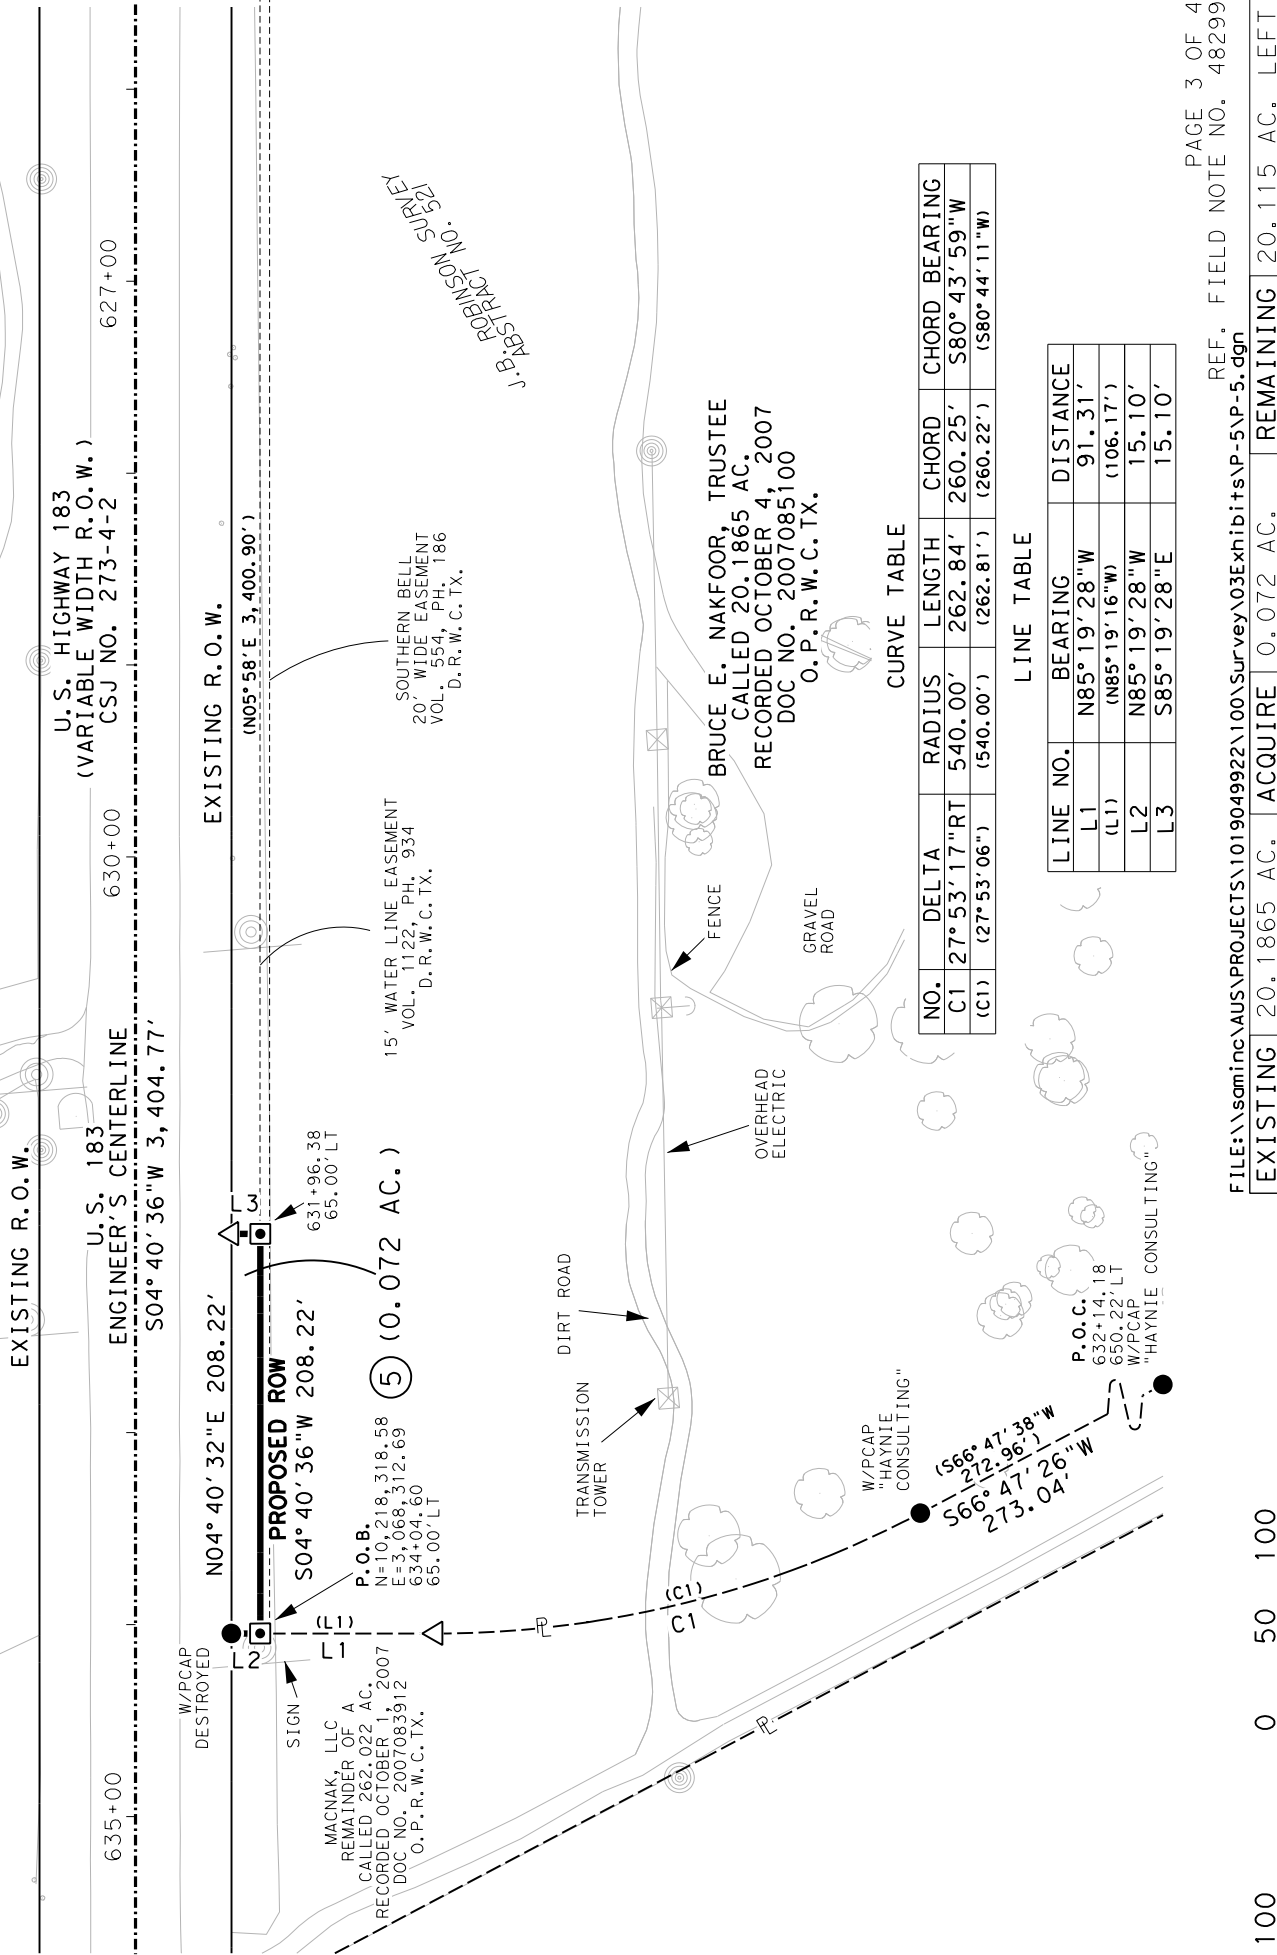 EXISTING R.O.W.
U.S. HIGHWAY 183
(VARIABLE WIDTH R.O.W.)
CSJ NO. 273-4-2
635+00
630+00
627+00
U.S. 183
ENGINEER'S CENTERLINE
S04°40'36"W 3,404.77'
EXISTING R.O.W.
(N05°58'E 3,400.90')
W/PCAP
DESTROYED
N04°40'32"E 208.22'
L3
L2
PROPOSED ROW
S04°40'36"W 208.22'
631+96.38
65.00'LT
SIGN
(L1)
L1
P.O.B.
N=10,218,318.58
E=3,068,312.69
634+04.60
65.00'LT
5 (0.072 AC.)
15' WATER LINE EASEMENT
VOL. 1122, PH. 934
D.R.W.C.TX.
SOUTHERN BELL
20' WIDE EASEMENT
VOL. 554, PH. 186
D.R.W.C.TX.
J.B. ROBINSON SURVEY
ABSTRACT NO. 521
MACNAK, LLC
REMAINDER OF A
CALLED 262.022 AC.
RECORDED OCTOBER 1, 2007
DOC NO. 2007083912
O.P.R.W.C.TX.
PL
DIRT ROAD
TRANSMISSION
TOWER
(C1)
C1
PL
FENCE
OVERHEAD
ELECTRIC
GRAVEL
ROAD
BRUCE E. NAKFOOR, TRUSTEE
CALLED 20.1865 AC.
RECORDED OCTOBER 4, 2007
DOC NO. 2007085100
O.P.R.W.C.TX.
W/PCAP
"HAYNIE
CONSULTING"
(S66°47'38"W
272.96')
S66°47'26"W
273.04'
P.O.C.
632+14.18
650.22'LT
W/PCAP
"HAYNIE CONSULTING"
CURVE TABLE
NO. DELTA RADIUS LENGTH CHORD CHORD BEARING
C1 27°53'17"RT 540.00' 262.84' 260.25' S80°43'59"W
(C1) (27°53'06") (540.00') (262.81') (260.22') (S80°44'11"W)
LINE TABLE
LINE NO. BEARING DISTANCE
L1 N85°19'28"W 91.31'
(L1) (N85°19'16"W) (106.17')
L2 N85°19'28"W 15.10'
L3 S85°19'28"E 15.10'
PAGE 3 OF 4
REF. FIELD NOTE NO. 48299
FILE:\\saminc\AUS\PROJECTS\1019049922\100\Survey\03Exhibits\P-5\P-5.dgn
100 0 50 100
EXISTING 20.1865 AC. ACQUIRE 0.072 AC. REMAINING 20.115 AC. LEFT